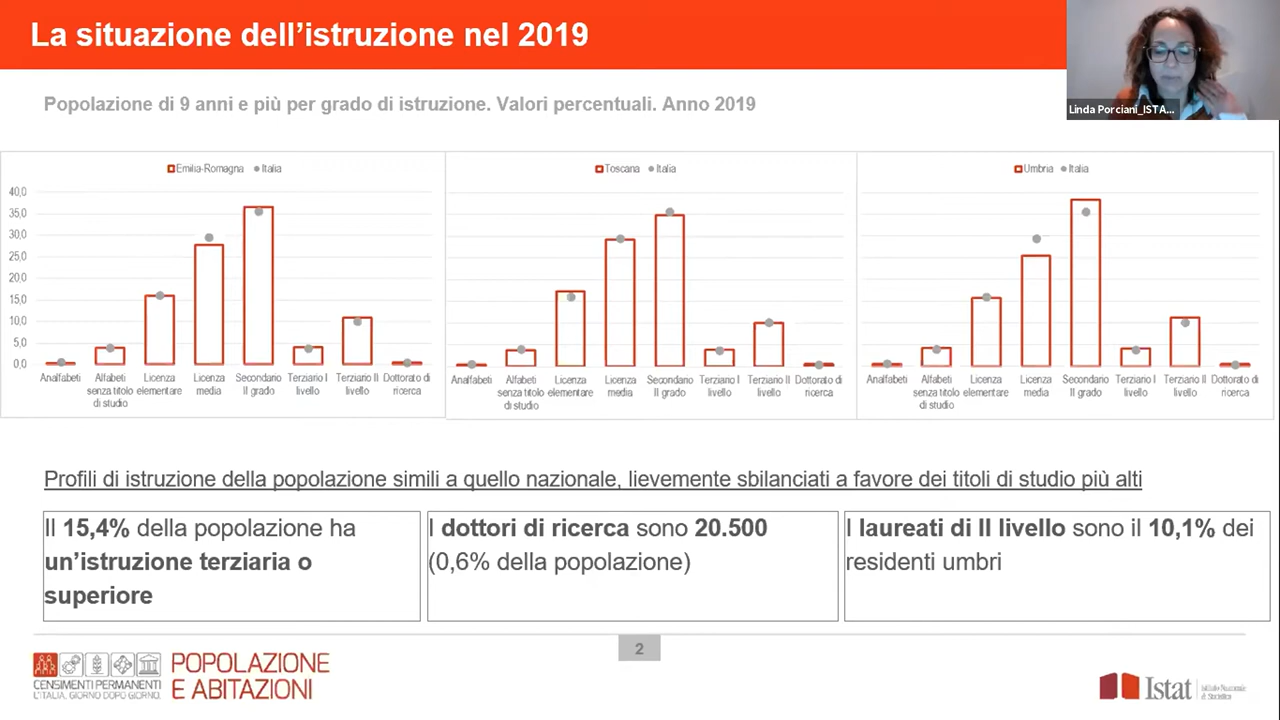 La situazione dell'istruzione nel 2019
Linda Porciani_ISTA...
Popolazione di 9 anni e più per grado di istruzione. Valori percentuali. Anno 2019
Emilia-Romagna Italia
40,0
35,0
30,0
25,0
20,0
15,0
10,0
5,0
0,0
Analfabeti Alfabeti senza titolo di studio Licenza elementare Licenza media Secondario II grado Terziario I livello Terziario II livello Dottorato di ricerca
Toscana Italia
Analfabeti Alfabeti senza titolo di studio Licenza elementare Licenza media Secondario II grado Terziario I livello Terziario II livello Dottorato di ricerca
Umbria Italia
Analfabeti Alfabeti senza titolo di studio Licenza elementare Licenza media Secondario II grado Terziario I livello Terziario II livello Dottorato di ricerca
Profili di istruzione della popolazione simili a quello nazionale, lievemente sbilanciati a favore dei titoli di studio più alti
Il 15,4% della popolazione ha
un'istruzione terziaria o
superiore
I dottori di ricerca sono 20.500
(0,6% della popolazione)
I laureati di II livello sono il 10,1% dei
residenti umbri
2
CENSIMENTI PERMANENTI
L'ITALIA, GIORNO DOPO GIORNO.
POPOLAZIONE
E ABITAZIONI
Istat
Istituto Nazionale
di Statistica